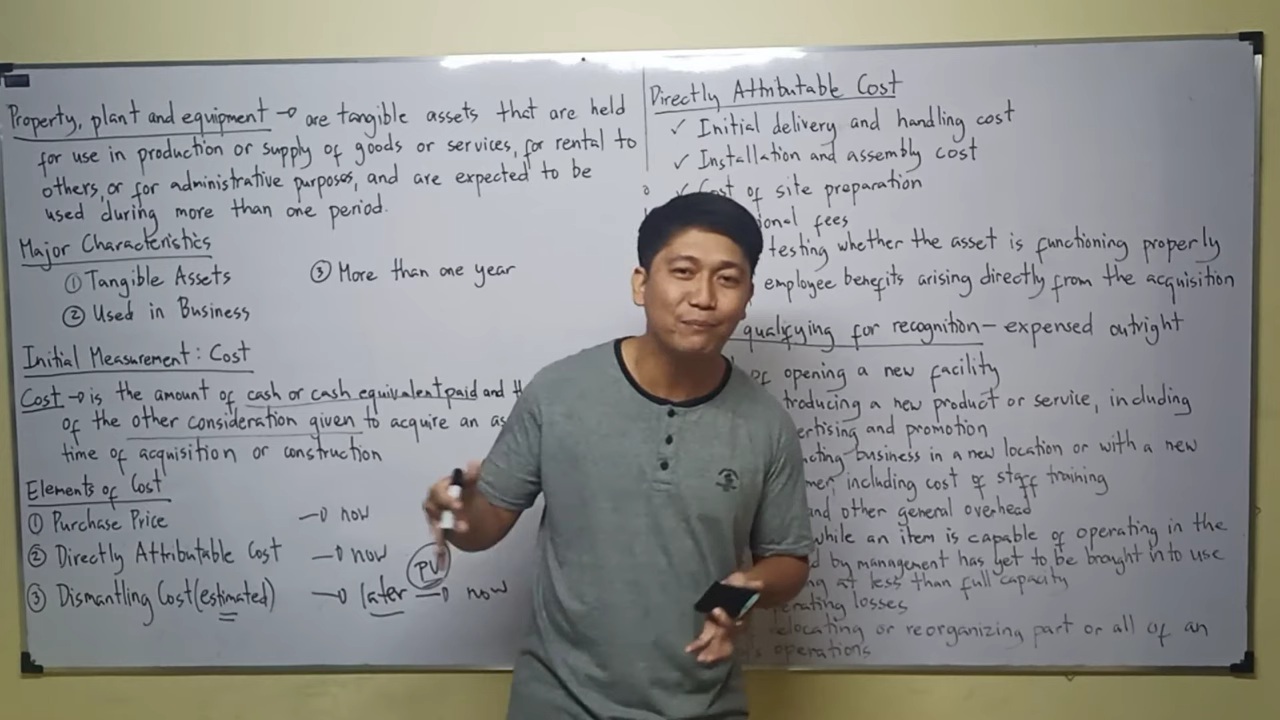 Property, plant and equipment → are tangible assets that are held
for use in production or supply of goods or services, for rental to
others, or for administrative purposes, and are expected to be
used during more than one period.
Major Characteristics
① Tangible Assets
② Used in Business
③ More than one year
Initial Measurement: Cost
Cost → is the amount of cash or cash equivalent paid and
of the other consideration given to acquire an
time of acquisition or construction
Elements of Cost
① Purchase Price → now
② Directly Attributable Cost → now
PV
③ Dismantling Cost (estimated) → later → now
Directly Attributable Cost
✓ Initial delivery and handling cost
✓ Installation and assembly cost
✓ Cost of site preparation
fees
testing whether the asset is functioning properly
employee benefits arising directly from the acquisition
qualifying for recognition - expensed outright
of opening a new facility
a new product or service, including
and promotion
business in a new location or with a new
including cost of staff training
and other general overhead
while an item is capable of operating in the
by management has yet to be brought into use
at less than full capacity
losses
relocating or reorganizing part or all of an
operations